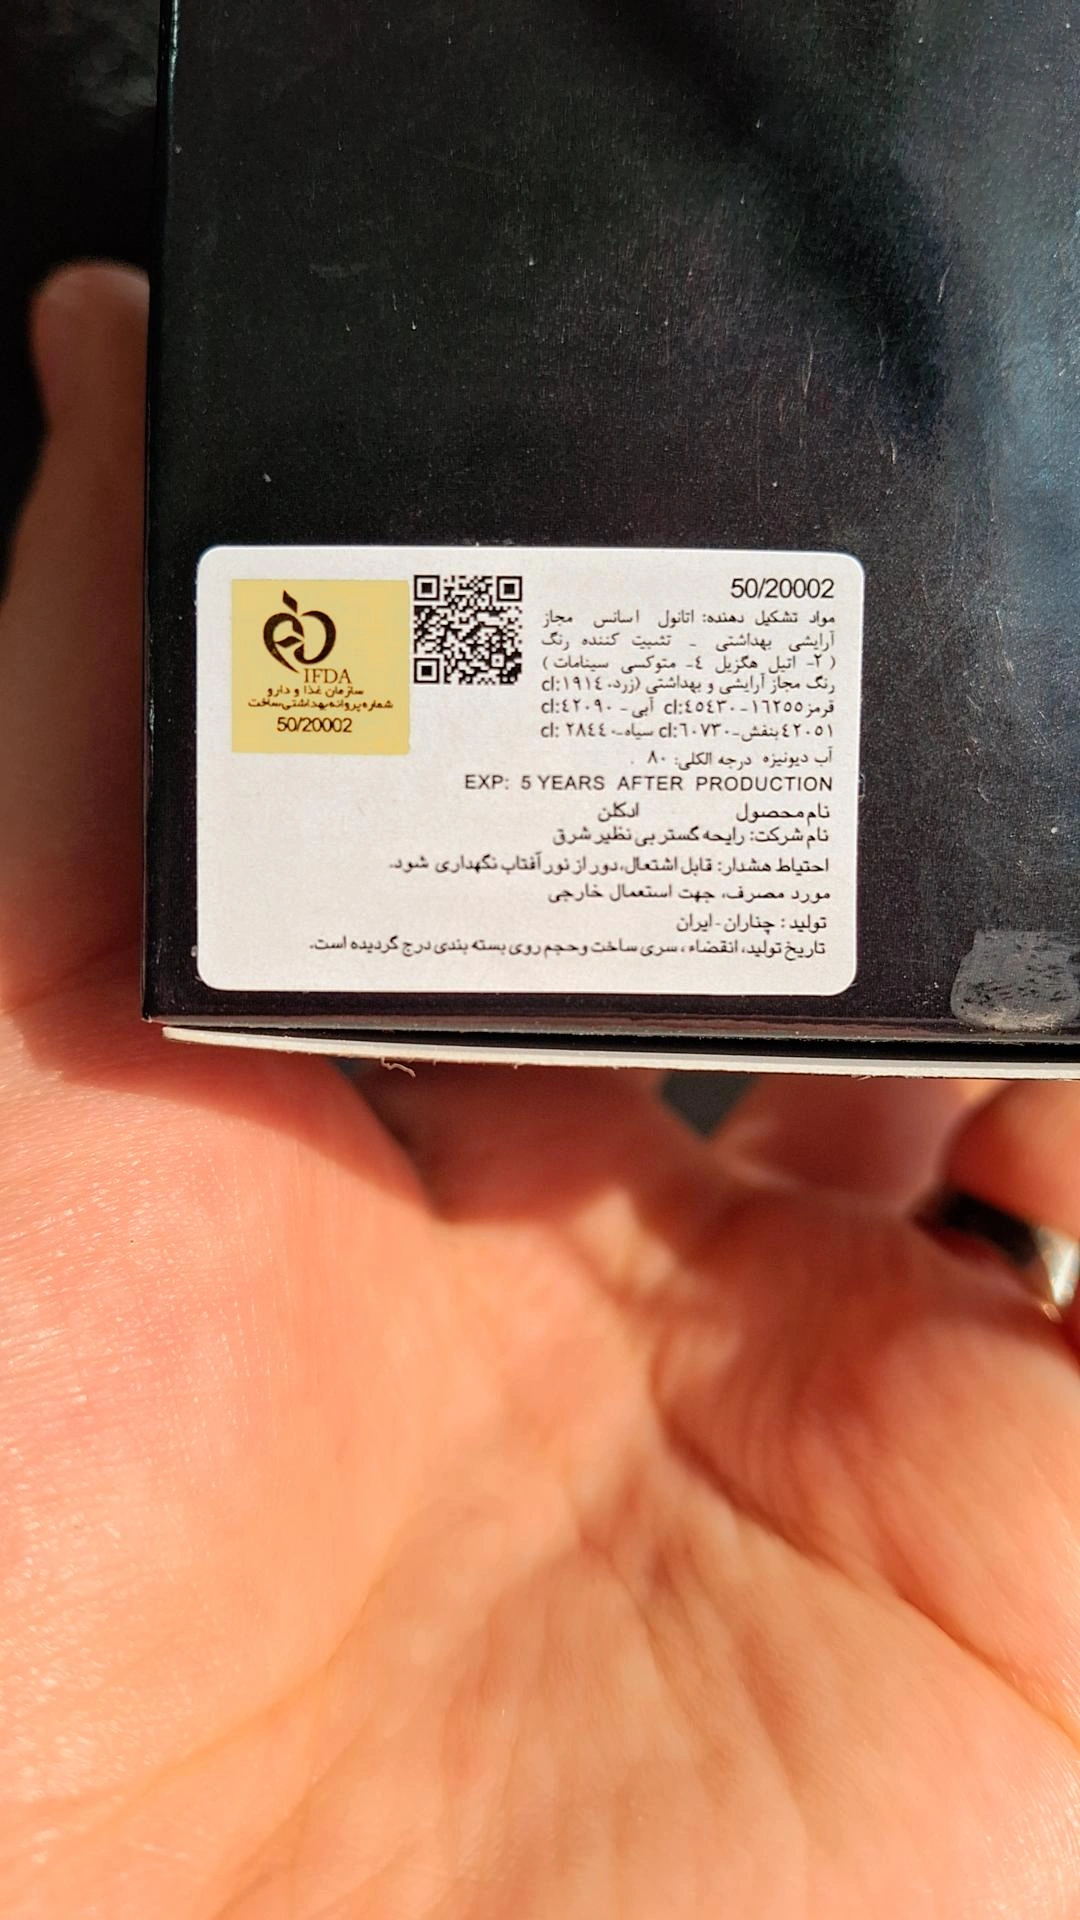 50/20002
مواد تشکیل دهنده: اتانول اسانس مجاز
آرایشی بهداشتی - تثبیت کننده رنگ
(۲- اتیل هگزیل ٤- متوکسی سینامات)
رنگ مجاز آرایشی و بهداشتی (زرد، cl:۱۹۱٤۰
قرمز۱٦۲٥٥-cl:٤٥٤۳۰ آبی - cl:٤۲۰۹۰
٤۲۰٥۱بنفش-cl:٦۰۷۳۰ سیاه-cl: ۲۸٤٤۰
آب دیونیزه درجه الکلی: ۸۰ .
EXP: 5 YEARS AFTER PRODUCTION
نام محصول ادکلن
نام شرکت: رایحه گستر بی نظیر شرق
احتیاط هشدار: قابل اشتعال،دور از نور آفتاب نگهداری شود.
مورد مصرف، جهت استعمال خارجی
تولید : چناران-ایران
تاریخ تولید، انقضاء، سری ساخت وحجم روی بسته بندی درج گردیده است.
IFDA
سازمان غذا و دارو
شماره پروانه بهداشتی ساخت
50/20002